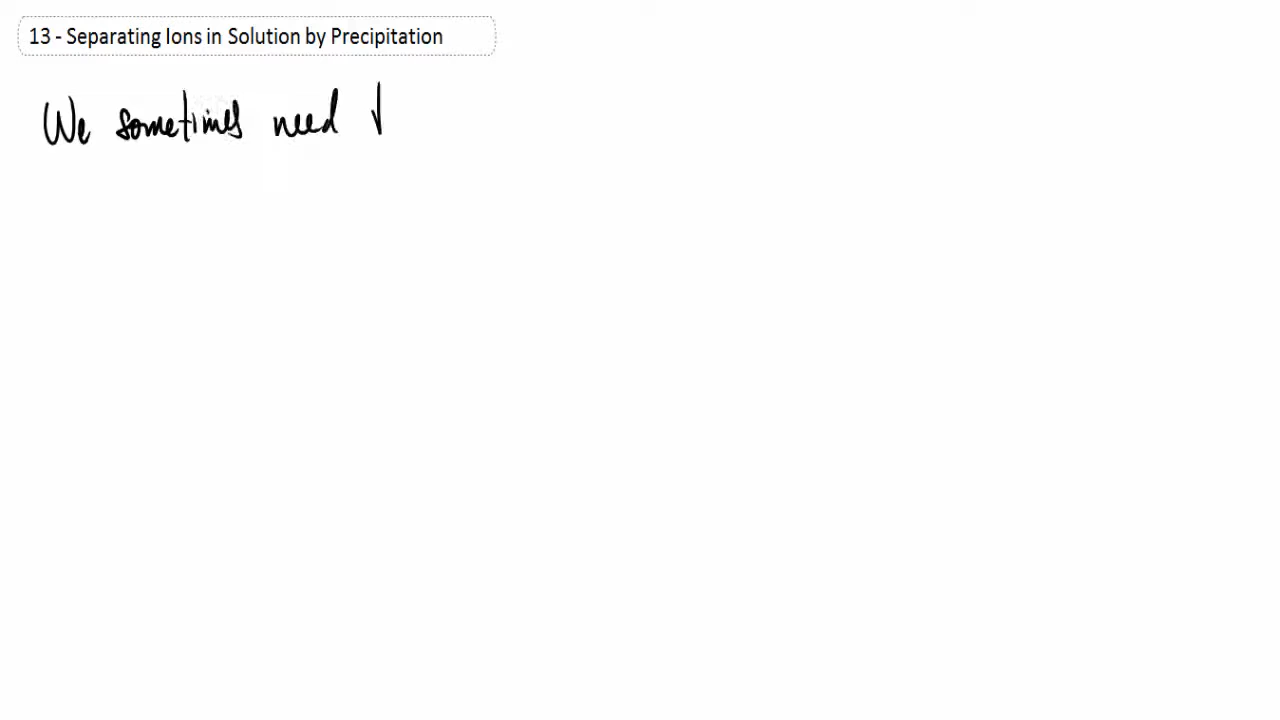 13 - Separating Ions in Solution by Precipitation
We sometimes need